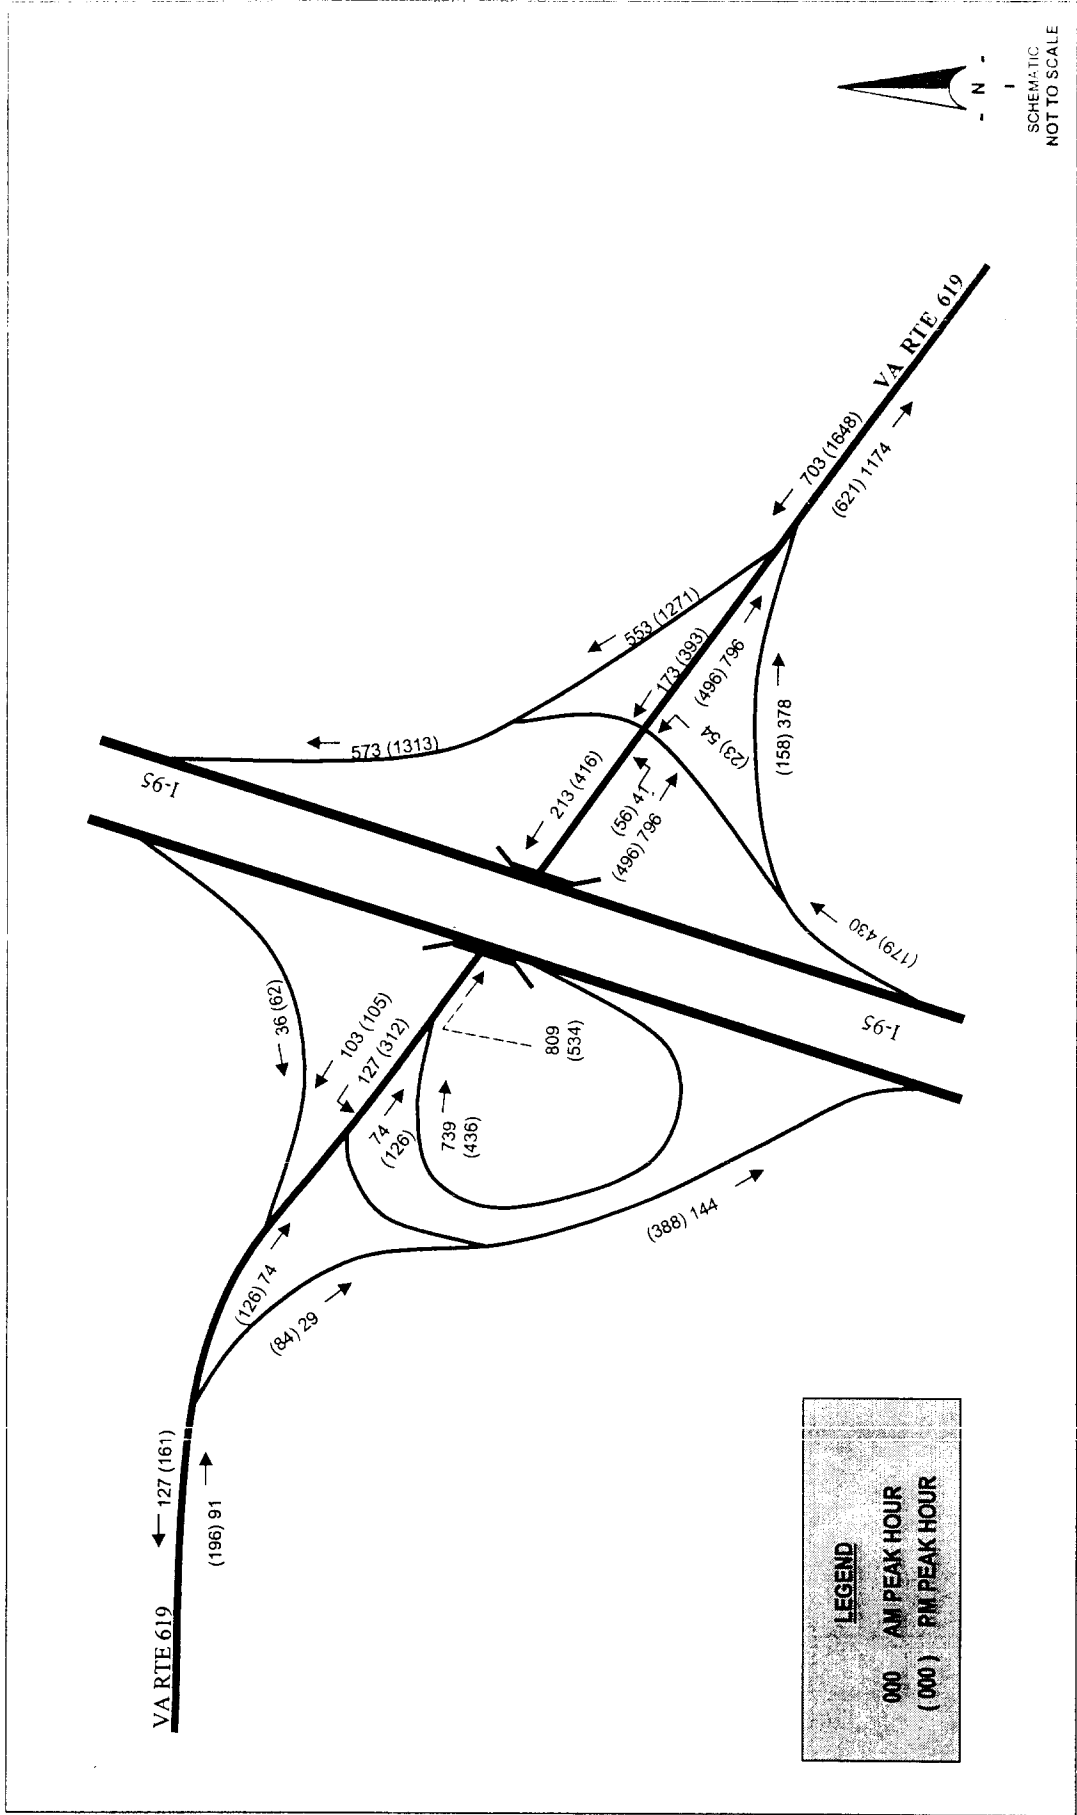 VA RTE 619
127 (161)
(196) 91
(126) 74
(84) 29
36 (62)
103 (105)
127 (312)
74
(126)
739
(436)
809
(534)
(388) 144
I-95
I-95
573 (1313)
553 (1271)
213 (416)
173 (393)
(496) 796
(23) 54
(56) 41
(496) 796
(158) 378
(179) 430
703 (1648)
(621) 1174
VA RTE 619
LEGEND
000 AM PEAK HOUR
(000) PM PEAK HOUR
- N -
SCHEMATIC
NOT TO SCALE